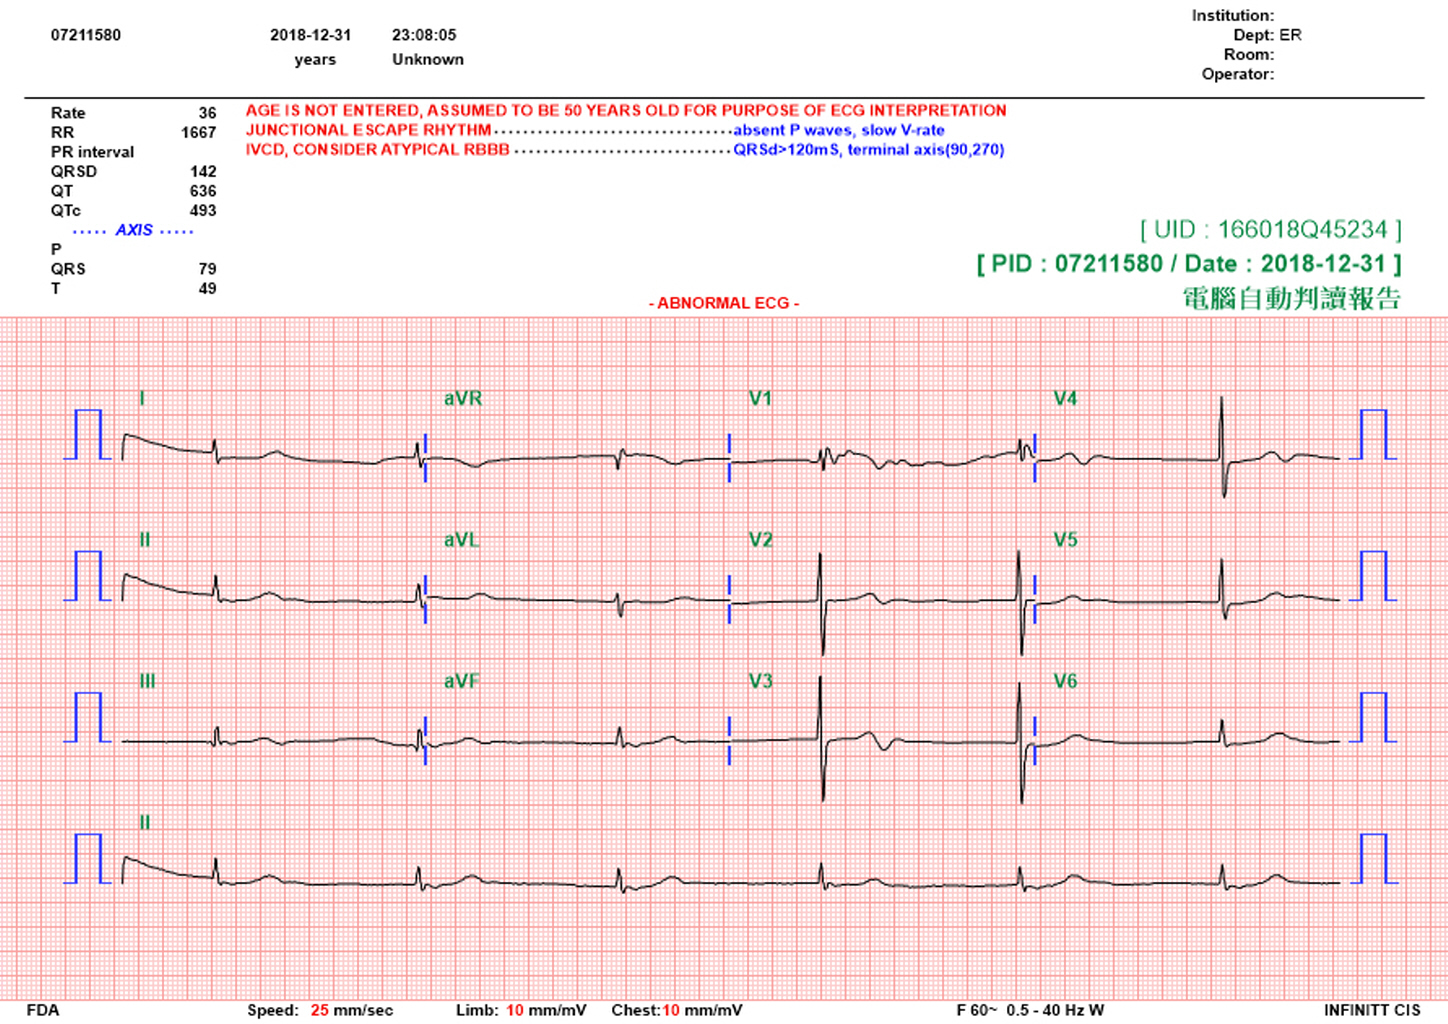 07211580 2018-12-31 23:08:05
years Unknown
Institution:
Dept: ER
Room:
Operator:
Rate 36
RR 1667
PR interval
QRSD 142
QT 636
QTc 493
····· AXIS ·····
P
QRS 79
T 49
AGE IS NOT ENTERED, ASSUMED TO BE 50 YEARS OLD FOR PURPOSE OF ECG INTERPRETATION
JUNCTIONAL ESCAPE RHYTHM····························absent P waves, slow V-rate
IVCD, CONSIDER ATYPICAL RBBB··························QRSd>120mS, terminal axis(90,270)
[ UID : 166018Q45234 ]
[ PID : 07211580 / Date : 2018-12-31 ]
電腦自動判讀報告
- ABNORMAL ECG -
I aVR V1 V4
II aVL V2 V5
III aVF V3 V6
II
FDA Speed: 25 mm/sec Limb: 10 mm/mV Chest:10 mm/mV F 60~ 0.5 - 40 Hz W INFINITT CIS